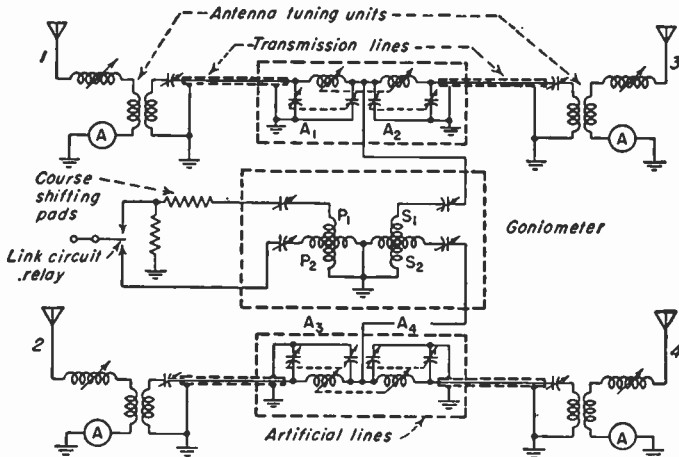 Antenna tuning units
1
Transmission lines
3
A
A1
A2
A
Course
shifting
pads
Link circuit
relay
P1
S1
P2
S2
Goniometer
A3
A4
2
4
A
A
Artificial lines